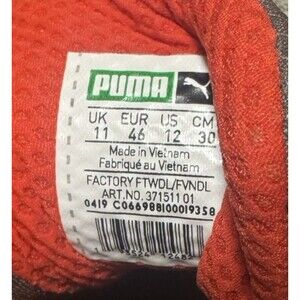 PUMA
UK EUR US CM
11 46 12 30
Made in Vietnam
Fabriqué au Vietnam
FACTORY FTWDL/FVNDL
ART.NO. 371511 01
0419 C066988100019358